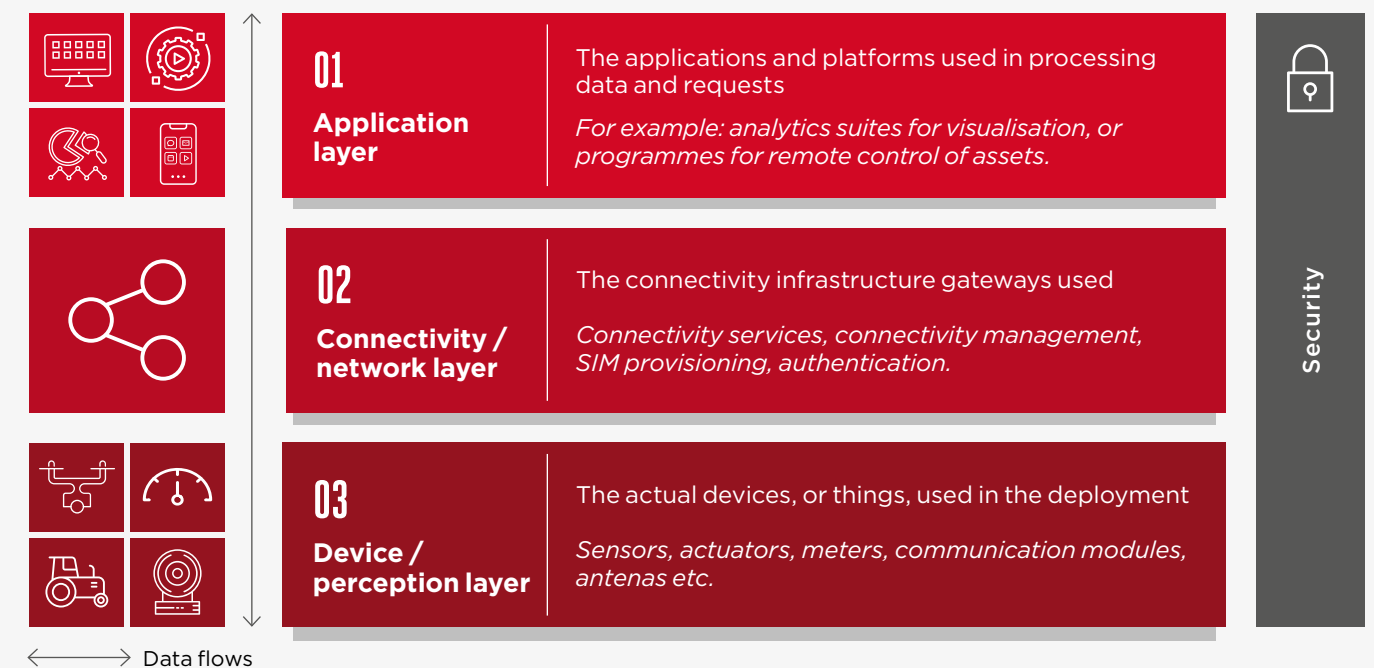 01
Application
layer
The applications and platforms used in processing
data and requests
For example: analytics suites for visualisation, or
programmes for remote control of assets.
02
Connectivity /
network layer
The connectivity infrastructure gateways used
Connectivity services, connectivity management,
SIM provisioning, authentication.
03
Device /
perception layer
The actual devices, or things, used in the deployment
Sensors, actuators, meters, communication modules,
antenas etc.
Security
Data flows